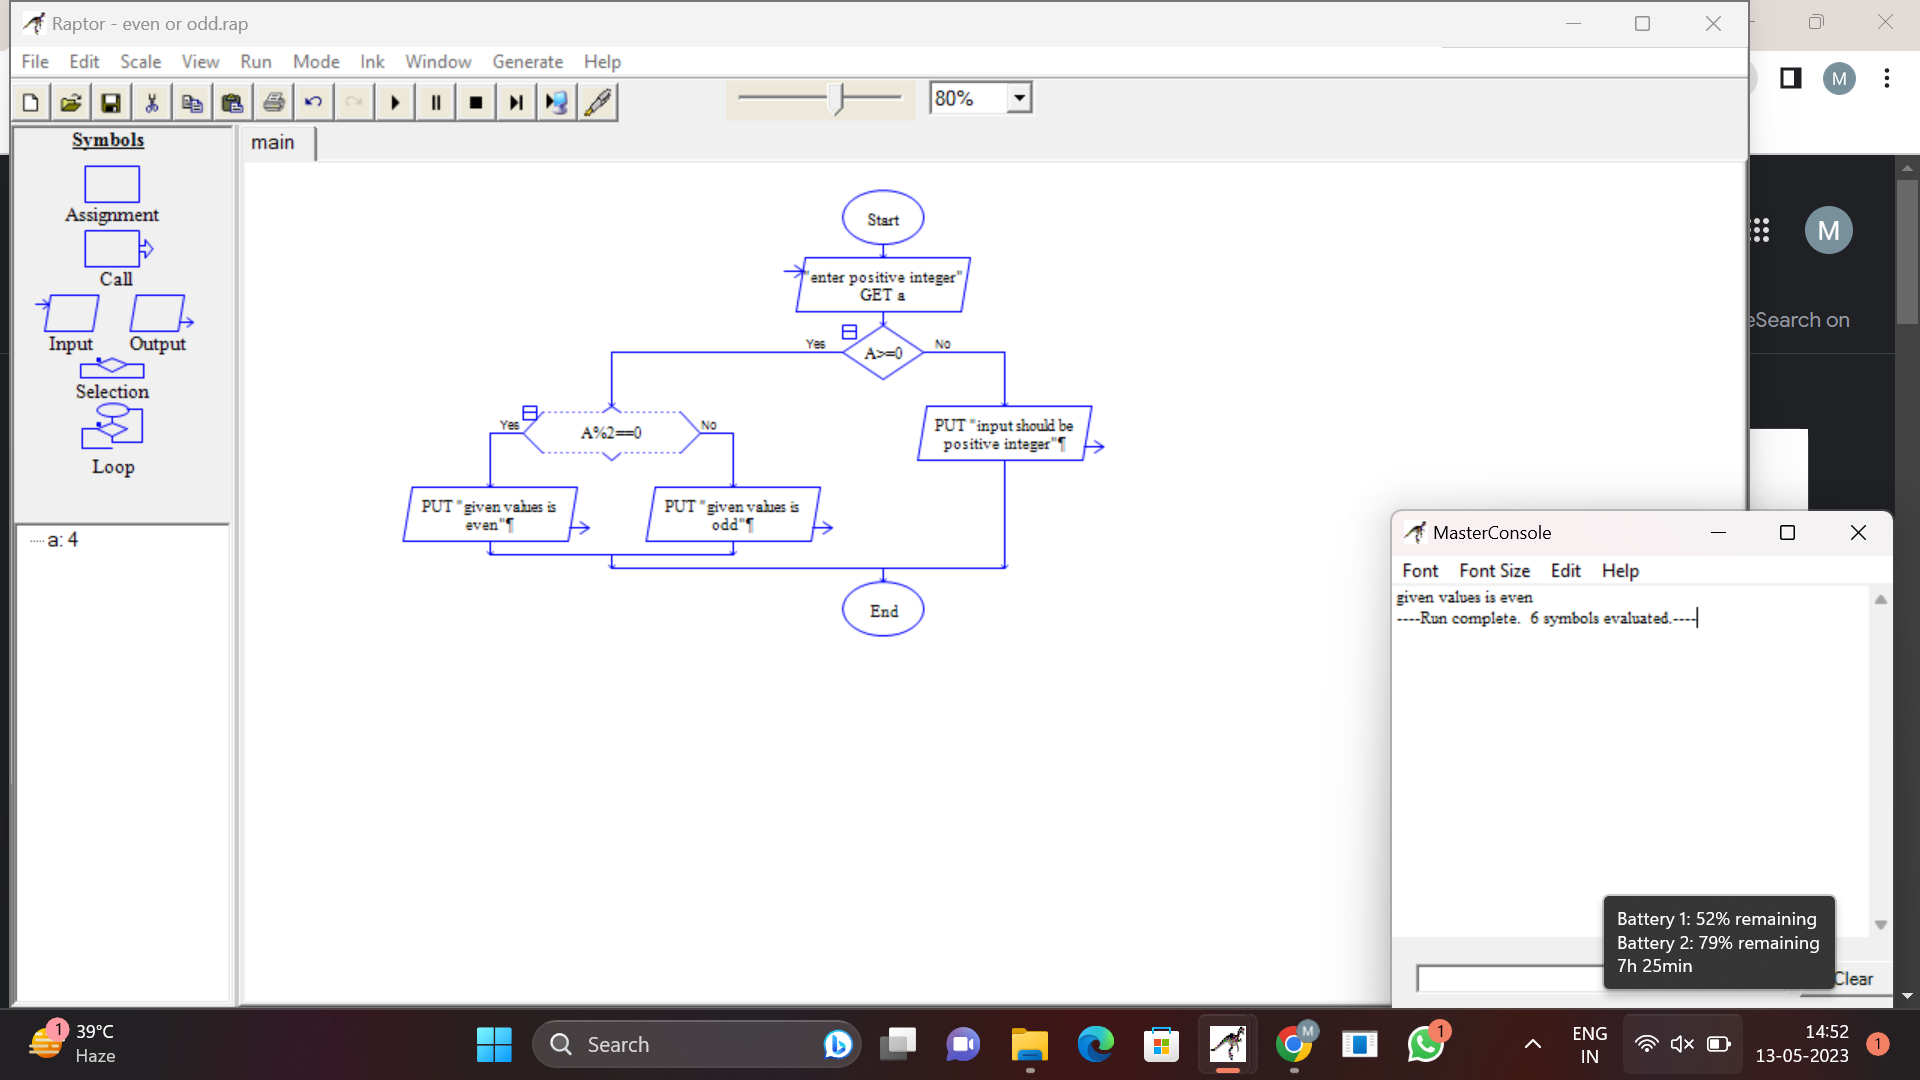 Raptor - even or odd.rap
File Edit Scale View Run Mode Ink Window Generate Help
80%
M
Symbols
main
Assignment
Call
Input Output
Selection
Loop
a: 4
Start
"enter positive integer"
GET a
Yes
A>=0
No
Yes
A%2==0
No
PUT "input should be
positive integer"¶
PUT "given values is
even"¶
PUT "given values is
odd"¶
End
M
eSearch on
MasterConsole
Font Font Size Edit Help
given values is even
----Run complete. 6 symbols evaluated.----
Battery 1: 52% remaining
Battery 2: 79% remaining
7h 25min
Clear
1
39°C
Haze
Search
M
1
ENG
IN
14:52
13-05-2023
1